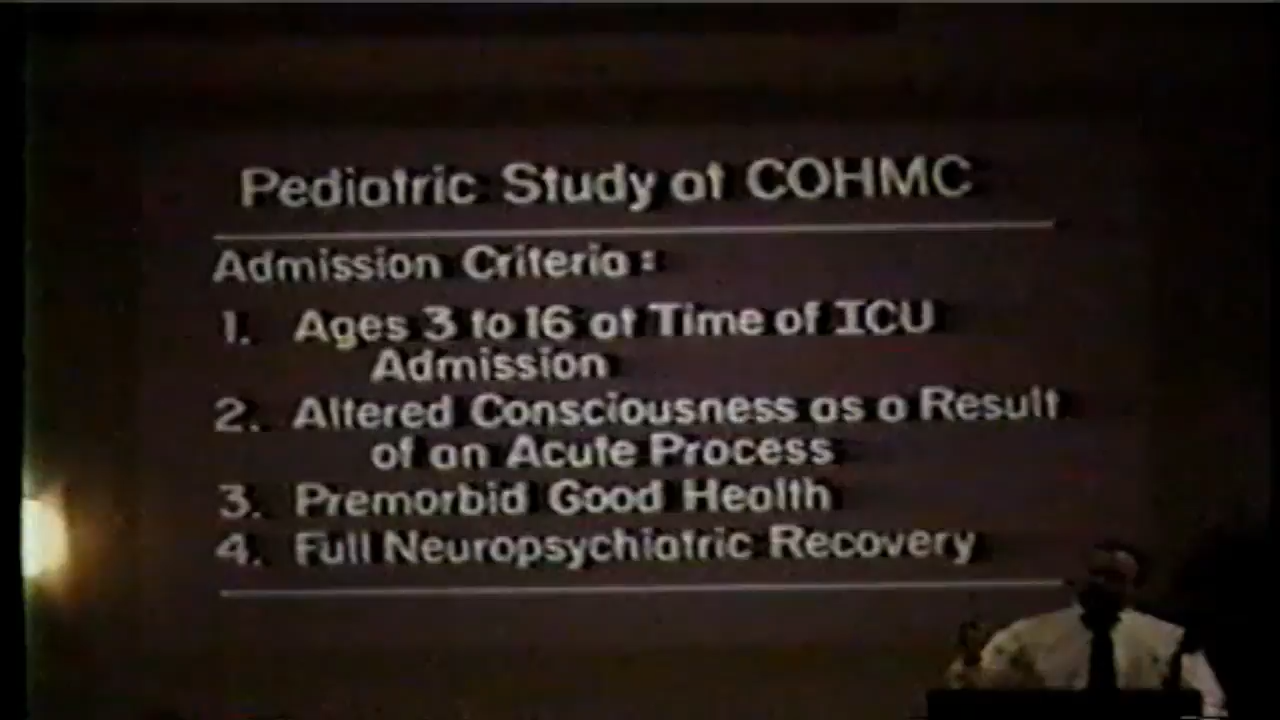 Pediatric Study at COHMC
Admission Criteria:
1. Ages 3 to 16 at Time of ICU
Admission
2. Altered Consciousness as a Result
of an Acute Process
3. Premorbid Good Health
4. Full Neuropsychiatric Recovery